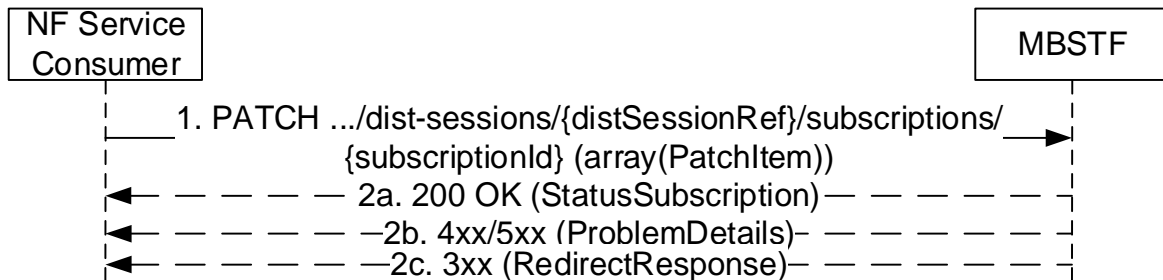 NF Service
Consumer
MBSTF
1. PATCH .../dist-sessions/{distSessionRef}/subscriptions/
{subscriptionId} (array(PatchItem))
2a. 200 OK (StatusSubscription)
2b. 4xx/5xx (ProblemDetails)
2c. 3xx (RedirectResponse)